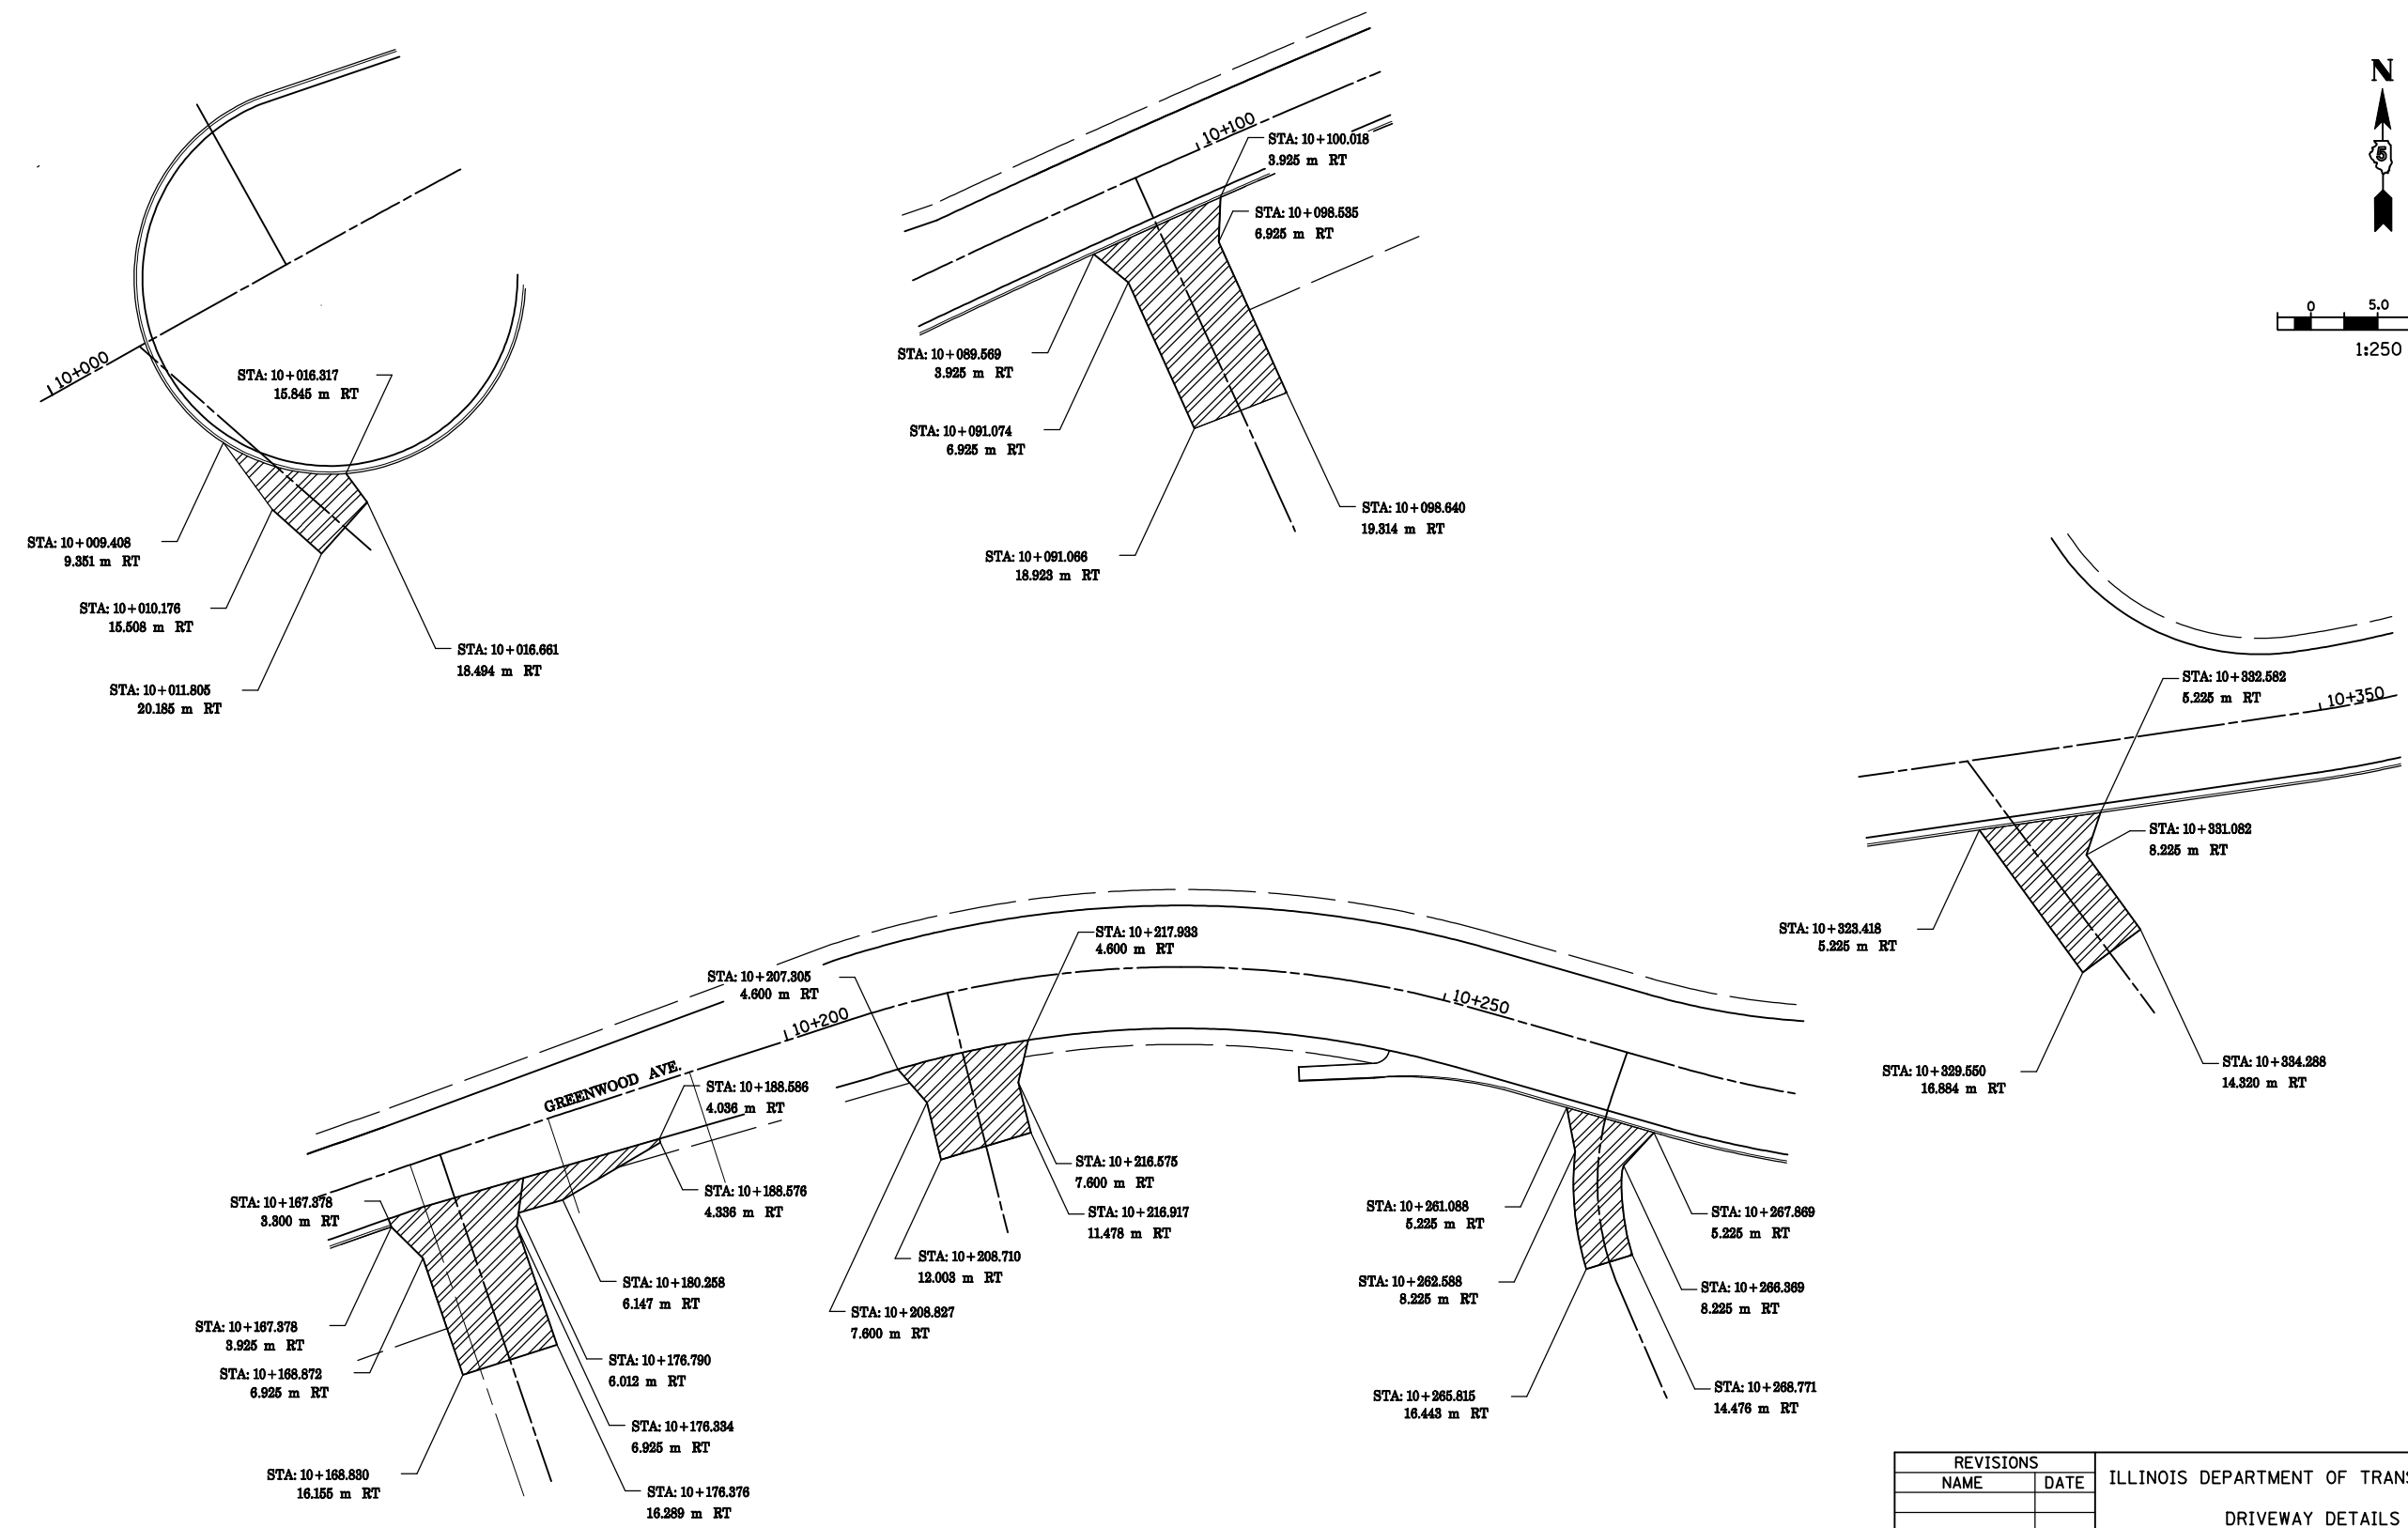 N
5
0
5.0
1:250
10+000
STA: 10+016.317
15.845 m RT
STA: 10+009.408
9.351 m RT
STA: 10+010.176
15.508 m RT
STA: 10+011.805
20.185 m RT
STA: 10+016.661
18.494 m RT
10+100
STA: 10+100.018
3.925 m RT
STA: 10+098.535
6.925 m RT
STA: 10+089.569
3.925 m RT
STA: 10+091.074
6.925 m RT
STA: 10+091.066
18.923 m RT
STA: 10+098.640
19.314 m RT
STA: 10+332.582
5.225 m RT
10+350
STA: 10+331.082
8.225 m RT
STA: 10+323.418
5.225 m RT
STA: 10+329.550
16.884 m RT
STA: 10+334.288
14.320 m RT
STA: 10+217.933
4.600 m RT
STA: 10+207.305
4.600 m RT
10+200
10+250
GREENWOOD AVE.
STA: 10+188.586
4.036 m RT
STA: 10+188.576
4.336 m RT
STA: 10+167.378
3.300 m RT
STA: 10+167.378
3.925 m RT
STA: 10+168.872
6.925 m RT
STA: 10+168.830
16.155 m RT
STA: 10+180.258
6.147 m RT
STA: 10+176.790
6.012 m RT
STA: 10+176.334
6.925 m RT
STA: 10+176.376
16.289 m RT
STA: 10+216.575
7.600 m RT
STA: 10+216.917
11.478 m RT
STA: 10+208.710
12.003 m RT
STA: 10+208.827
7.600 m RT
STA: 10+261.088
5.225 m RT
STA: 10+262.588
8.225 m RT
STA: 10+265.815
16.443 m RT
STA: 10+267.869
5.225 m RT
STA: 10+266.369
8.225 m RT
STA: 10+268.771
14.476 m RT
REVISIONS
NAME DATE
ILLINOIS DEPARTMENT OF TRANS
DRIVEWAY DETAILS